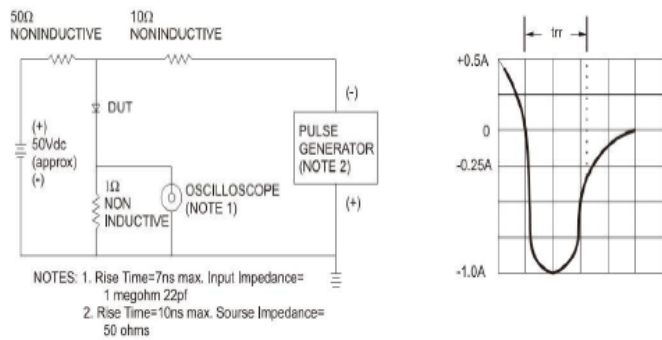 50Ω
NONINDUCTIVE
10Ω
NONINDUCTIVE
trr
+0.5A
(-)
DUT
(+)
50Vdc
(approx)
(-)
PULSE
GENERATOR
(NOTE 2)
0
-0.25A
1Ω
NON
INDUCTIVE
OSCILLOSCOPE
(NOTE 1)
(+)
-1.0A
NOTES: 1. Rise Time=7ns max. Input Impedance=
1 megohm 22pf
2. Rise Time=10ns max. Sourse Impedance=
50 ohms